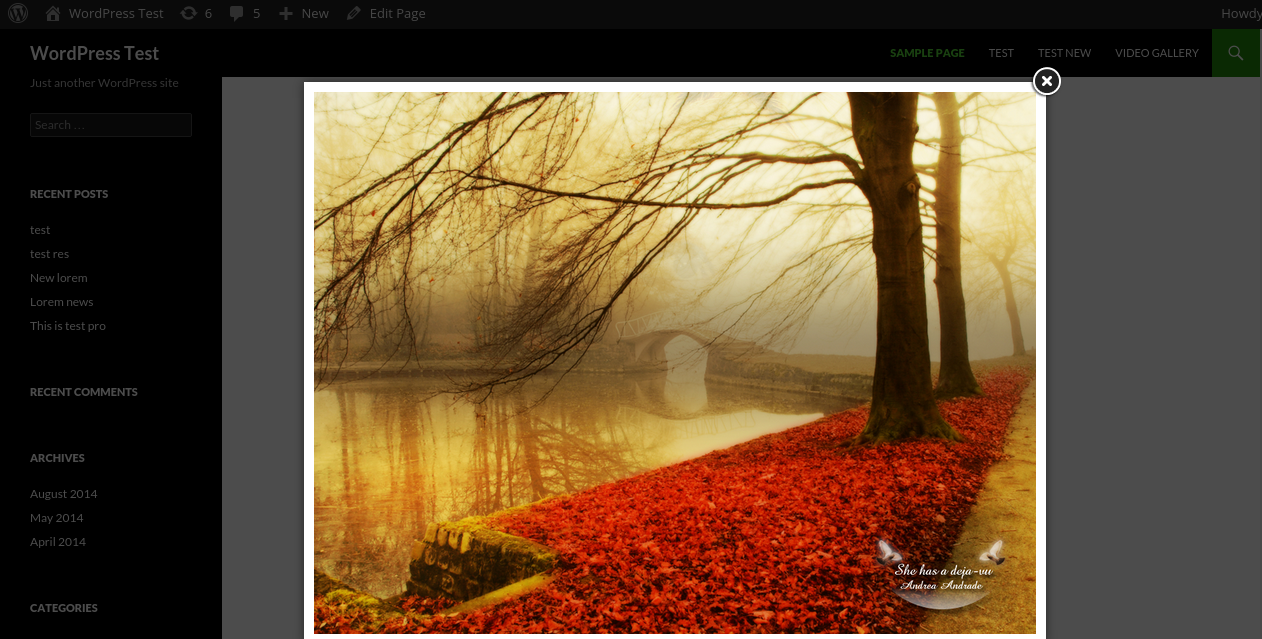 WordPress Test 6 5 New Edit Page Howdy
WordPress Test
SAMPLE PAGE TEST TEST NEW VIDEO GALLERY
Just another WordPress site
Search ...
RECENT POSTS
test
test res
New lorem
Lorem news
This is test pro
RECENT COMMENTS
ARCHIVES
August 2014
May 2014
April 2014
CATEGORIES
She has a deja-vu
Andrea Andrade